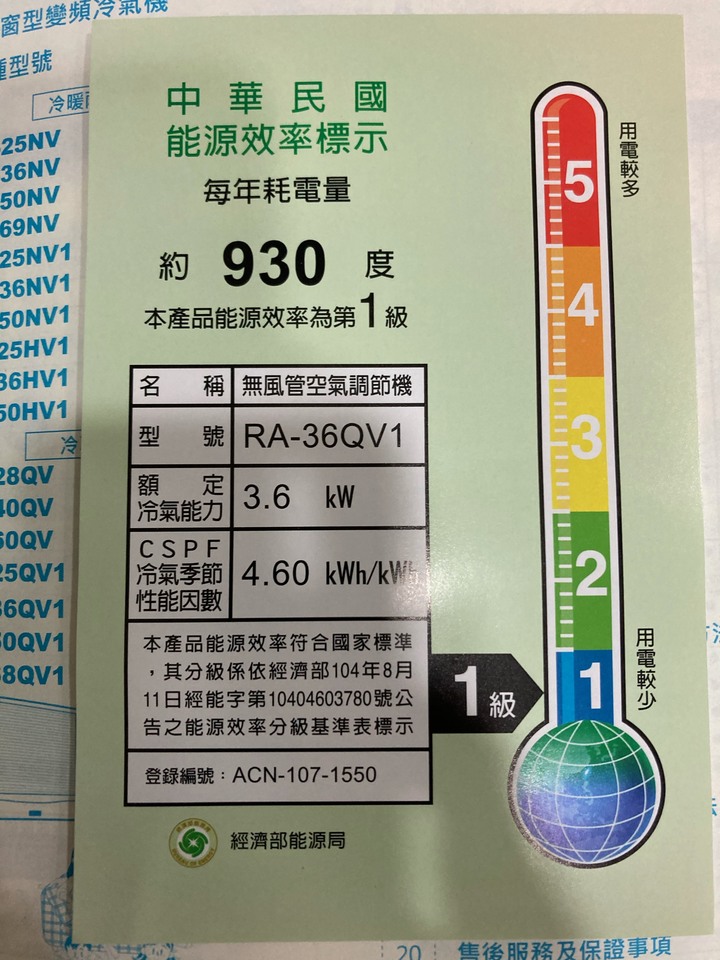 窗型變頻冷氣機
種型號
冷暖
25NV
36NV
50NV
69NV
25NV1
36NV1
50NV1
25HV1
36HV1
50HV1
冷
28QV
40QV
50QV
25QV1
36QV1
50QV1
68QV1
中華民國
能源效率標示
每年耗電量
約 930 度
本產品能源效率為第1級
名稱 無風管空氣調節機
型號 RA-36QV1
額定
冷氣能力 3.6 kW
CSPF
冷氣季節
性能因數 4.60 kWh/kWh
本產品能源效率符合國家標準
，其分級係依經濟部104年8月
11日經能字第10404603780號公
告之能源效率分級基準表標示
登錄編號：ACN-107-1550
經濟部能源局
用電較多
5
4
3
2
1
用電較少
1級
20 售後服務及保證事項